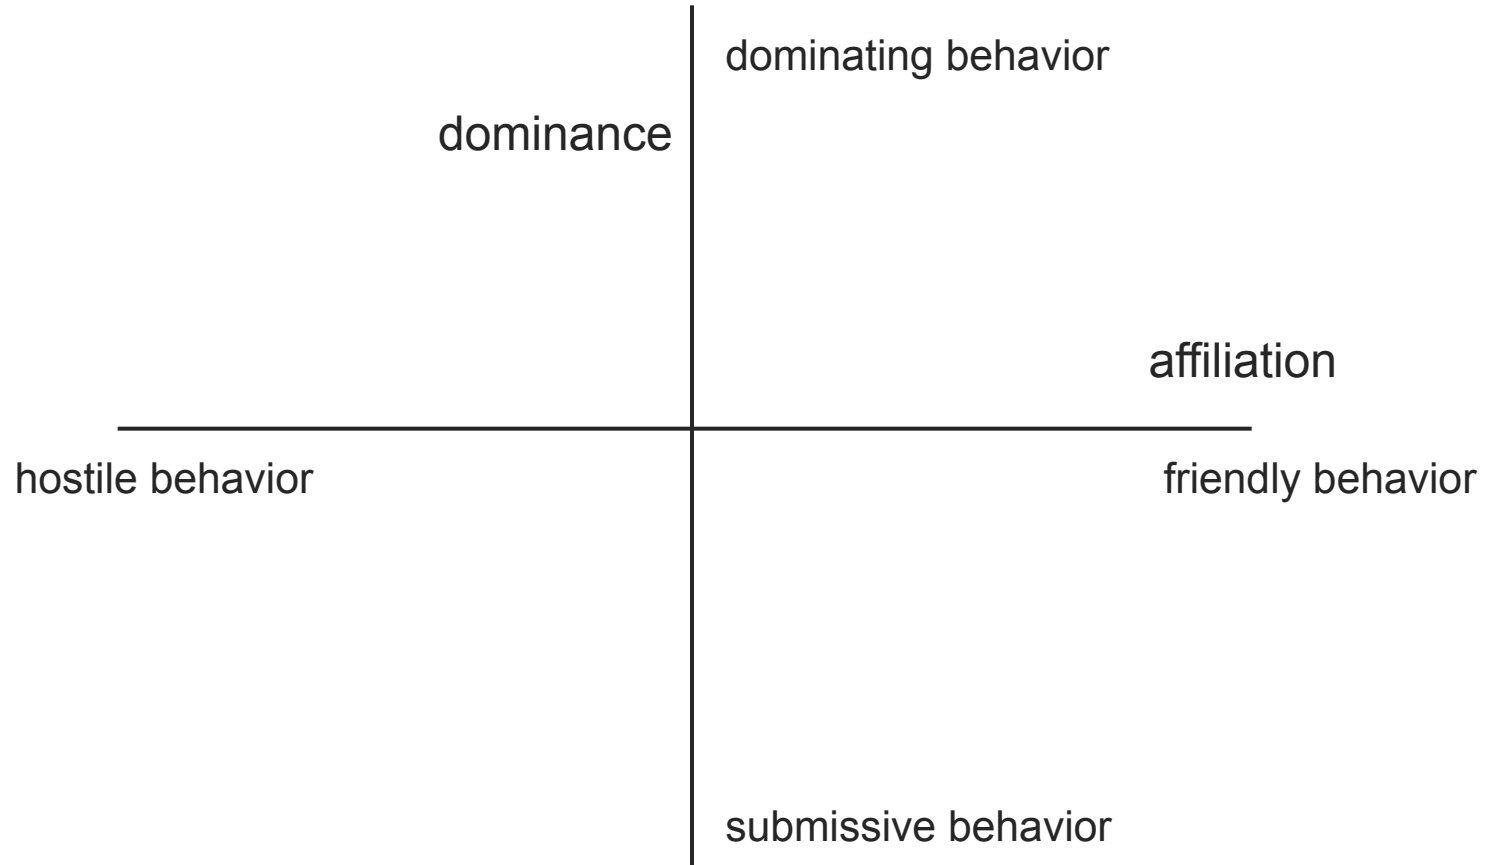 dominating behavior
dominance
affiliation
hostile behavior
friendly behavior
submissive behavior